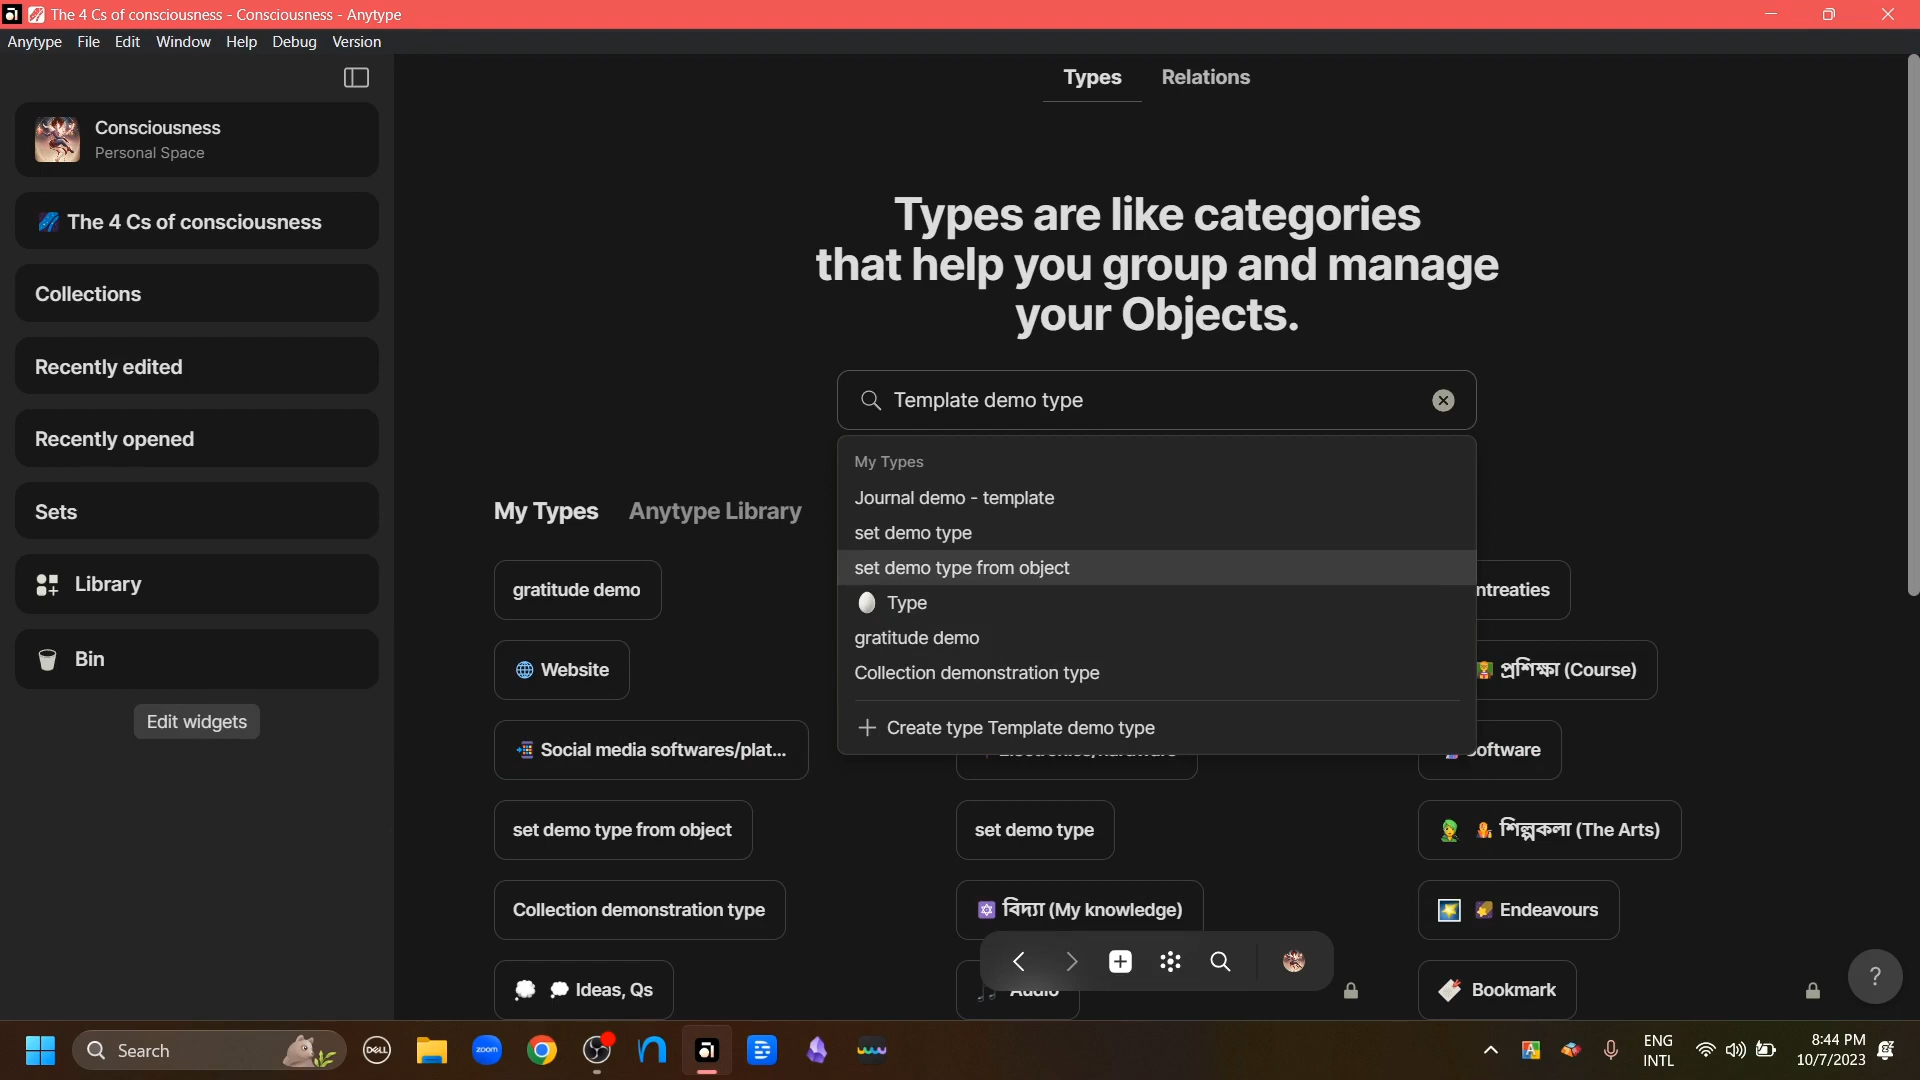 The 4 Cs of consciousness - Consciousness - Anytype
Anytype File Edit Window Help Debug Version
Types Relations
Consciousness
Personal Space
The 4 Cs of consciousness
Collections
Recently edited
Recently opened
Sets
Library
Bin
Edit widgets
Types are like categories
that help you group and manage
your Objects.
Template demo type
My Types
Journal demo - template
set demo type
set demo type from object
Type
gratitude demo
Collection demonstration type
Create type Template demo type
My Types Anytype Library
gratitude demo
ntreaties
Website
প্রশিক্ষা (Course)
Social media softwares/plat...
oftware
set demo type from object
set demo type
শিল্পকলা (The Arts)
Collection demonstration type
বিদ্যা (My knowledge)
Endeavours
Ideas, Qs
Audio
Bookmark
?
Search
DELL
zoom
ENG
INTL
8:44 PM
10/7/2023